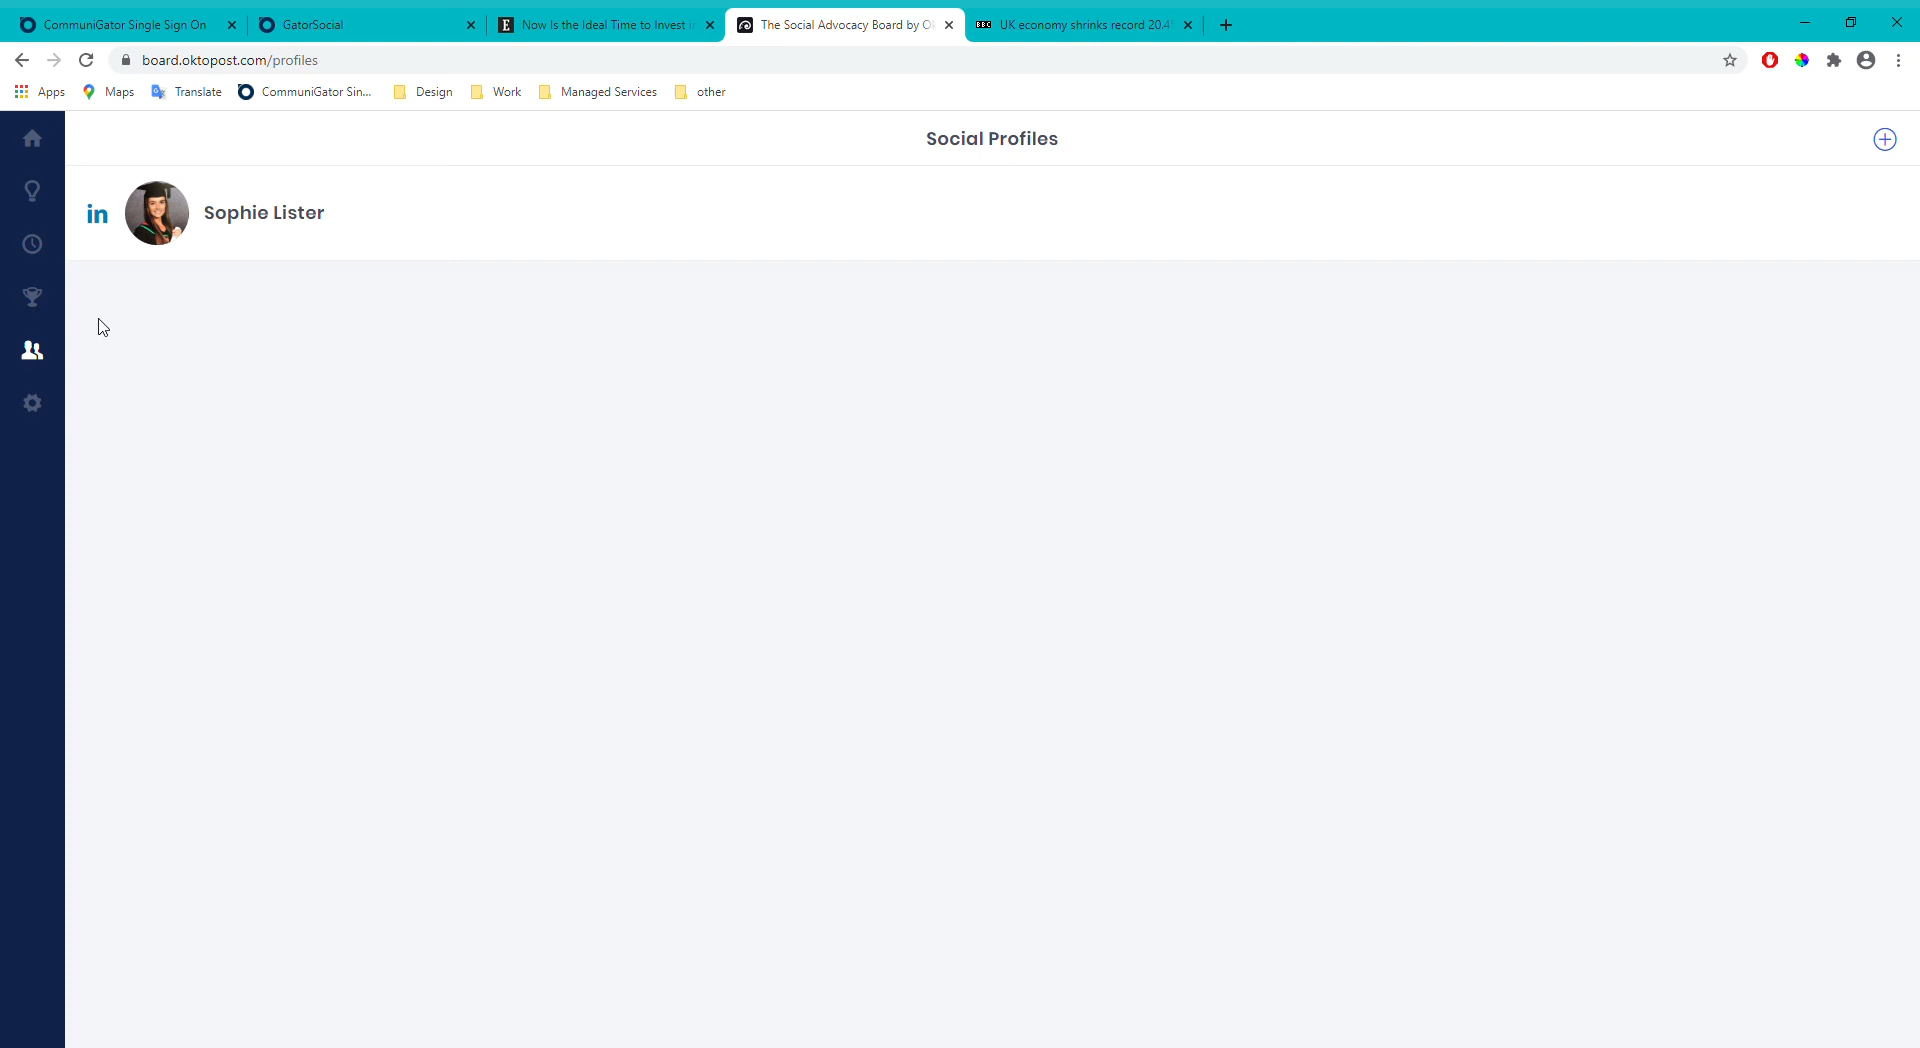 CommuniGator Single Sign On
GatorSocial
Now Is the Ideal Time to Invest i
The Social Advocacy Board by O
BBC
UK economy shrinks record 20.4
board.oktopost.com/profiles
Apps
Maps
Translate
CommuniGator Sin...
Design
Work
Managed Services
other
Social Profiles
in
Sophie Lister